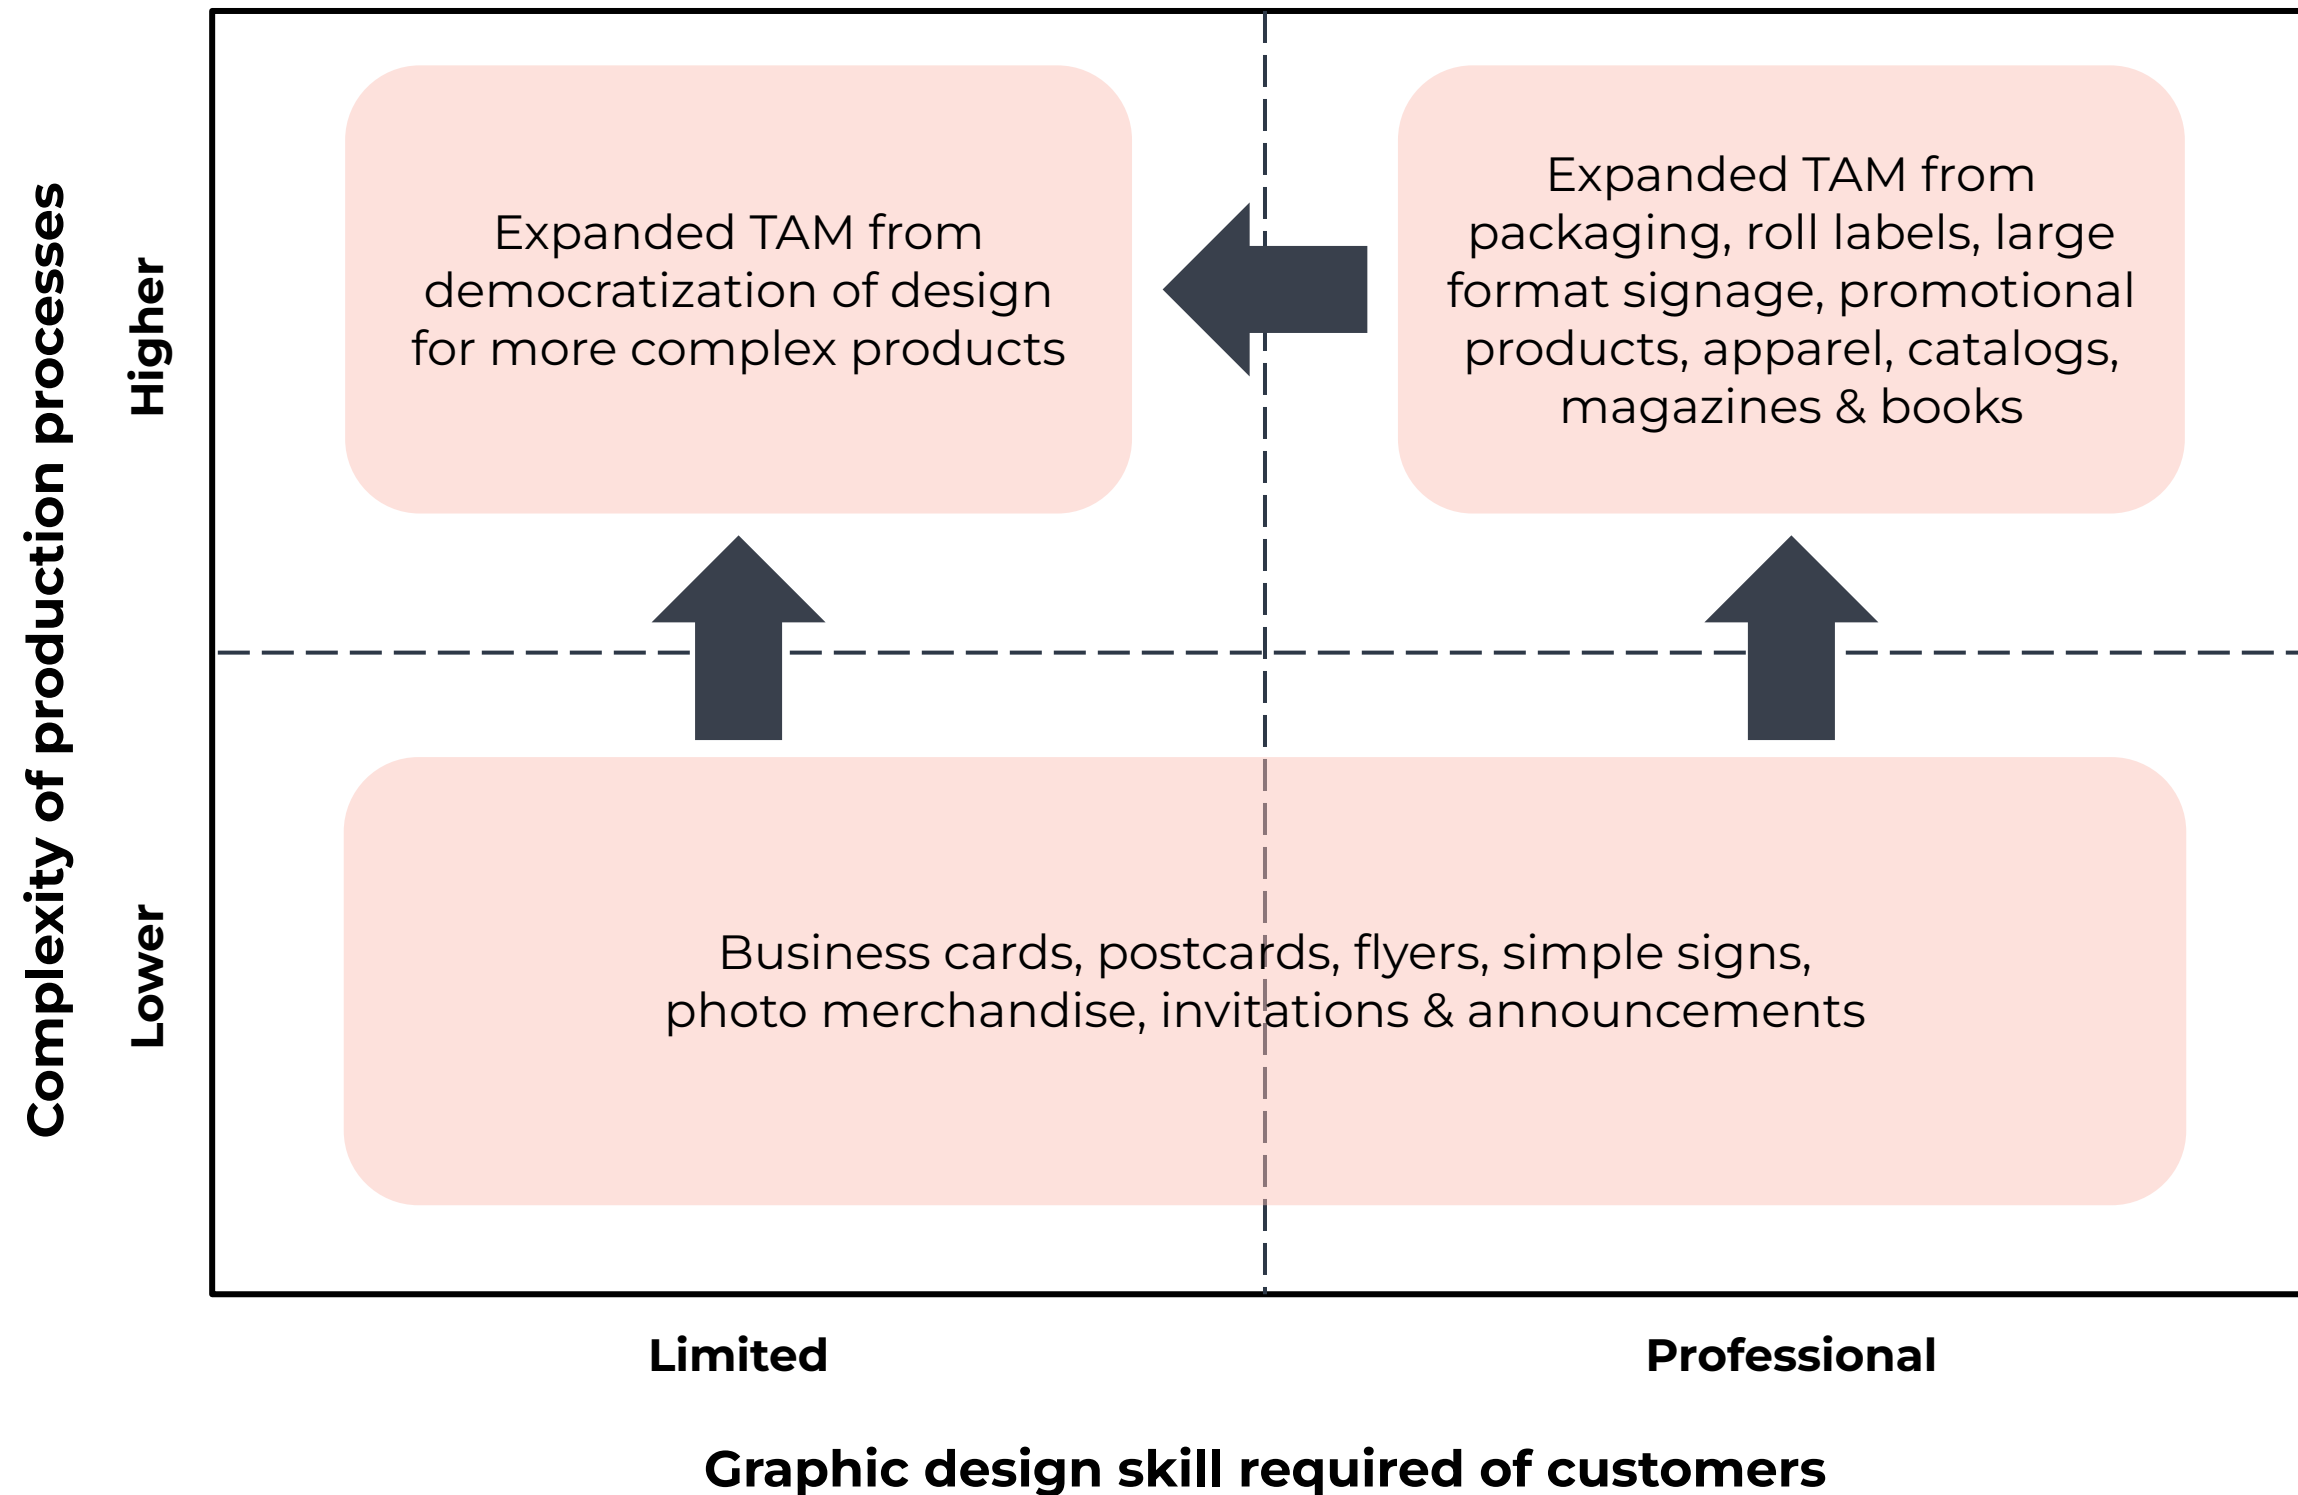 Complexity of production processes
Higher
Lower
Expanded TAM from
democratization of design
for more complex products
Expanded TAM from
packaging, roll labels, large
format signage, promotional
products, apparel, catalogs,
magazines & books
Business cards, postcards, flyers, simple signs,
photo merchandise, invitations & announcements
Limited
Professional
Graphic design skill required of customers